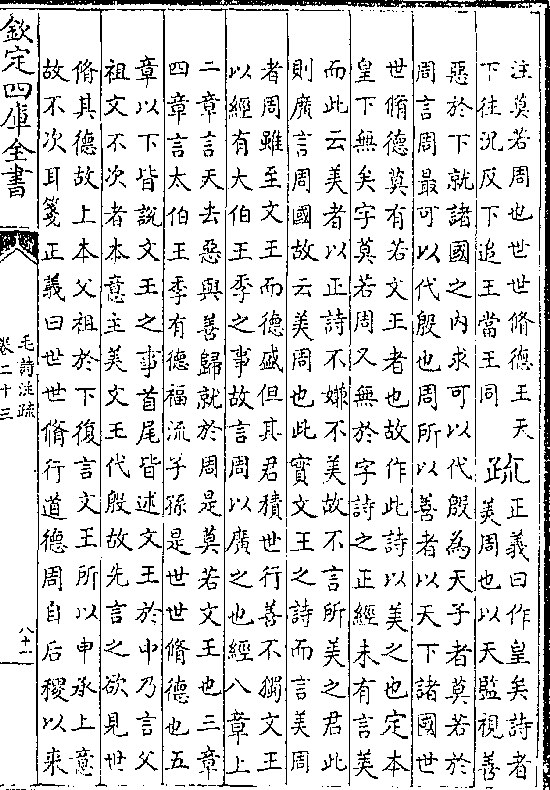 注莫若周也世世脩德王天
下往況反下追王當王同
疏
正義曰作皇矣詩者
美周也以天監視善
惡於下就諸國之內求可以代殷為天子者莫若於
周言周最可以代殷也周所以善者以天下諸國世
世脩德莫有若文王者也故作此詩以美之也定本
皇下無矣字莫若周又無於字詩之正經未有言美
而此云美者以正詩不嫌不美故不言所美之君此
則廣言周國故云美周也此實文王之詩而言美周
者周雖至文王而德盛但其君積世行善不獨文王
以經有大伯王季之事故言周以廣之也經八章上
二章言天去惡與善歸就於周是莫若文王也三章
四章言太伯王季有德福流子孫是世世脩德也五
章以下皆說文王之事首尾皆述文王於中乃言父
祖文不次者本意主美文王代殷故先言之欲見世
脩其德故上本父祖於下復言文王所以申承上意
故不次耳箋正義曰世世脩行道德周自后稷以來
欽定四庫全書
毛詩注疏
卷二十三
八十一